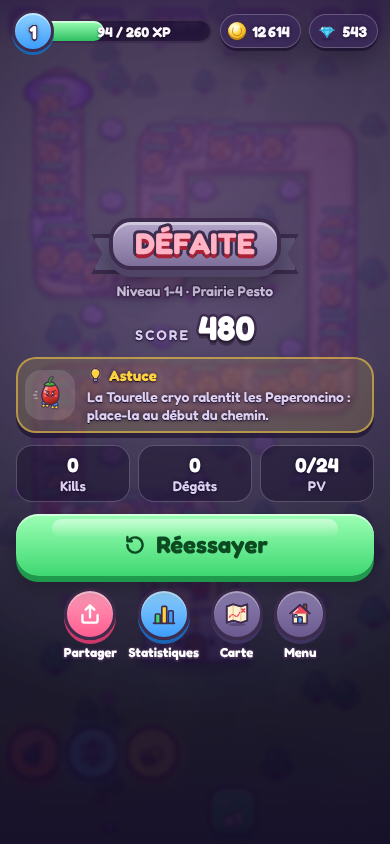 1
94 / 260 XP
12 614
543
DÉFAITE
Niveau 1-4 · Prairie Pesto
SCORE 480
Astuce
La Tourelle cryo ralentit les Peperoncino :
place-la au début du chemin.
0
Kills
0
Dégâts
0/24
PV
Réessayer
Partager
Statistiques
Carte
Menu